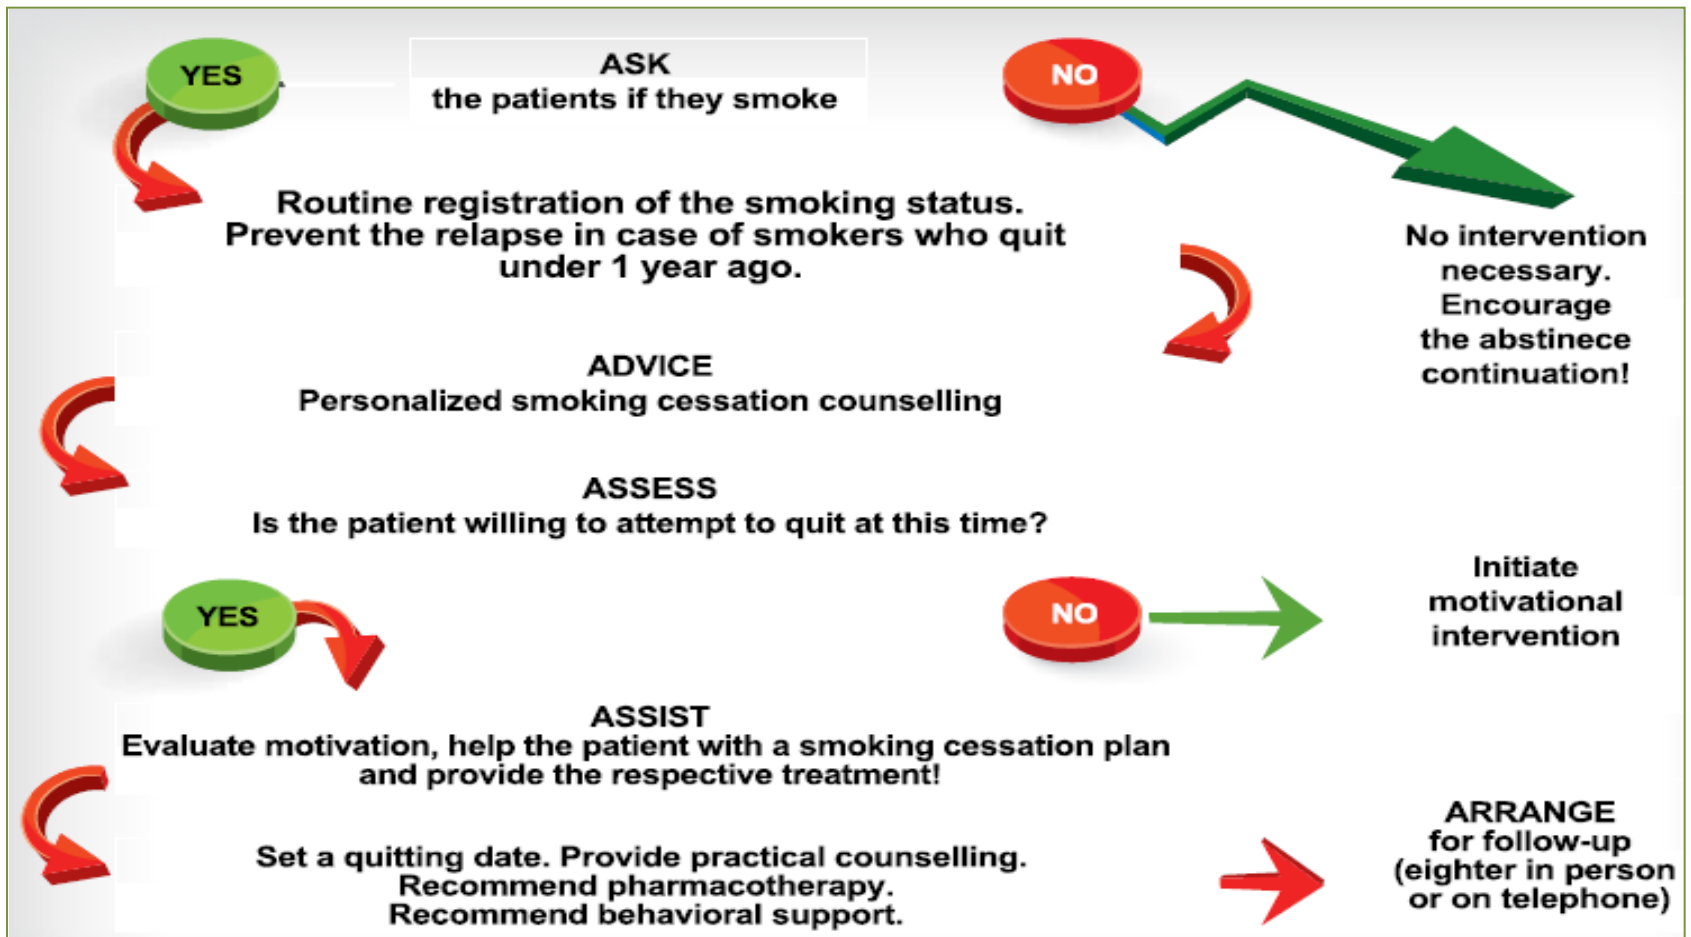 YES
ASK
the patients if they smoke
NO
Routine registration of the smoking status.
Prevent the relapse in case of smokers who quit
under 1 year ago.
No intervention
necessary.
Encourage
the abstinece
continuation!
ADVICE
Personalized smoking cessation counselling
ASSESS
Is the patient willing to attempt to quit at this time?
YES
NO
Initiate
motivational
intervention
ASSIST
Evaluate motivation, help the patient with a smoking cessation plan
and provide the respective treatment!
Set a quitting date. Provide practical counselling.
Recommend pharmacotherapy.
Recommend behavioral support.
ARRANGE
for follow-up
(eighter in person
or on telephone)